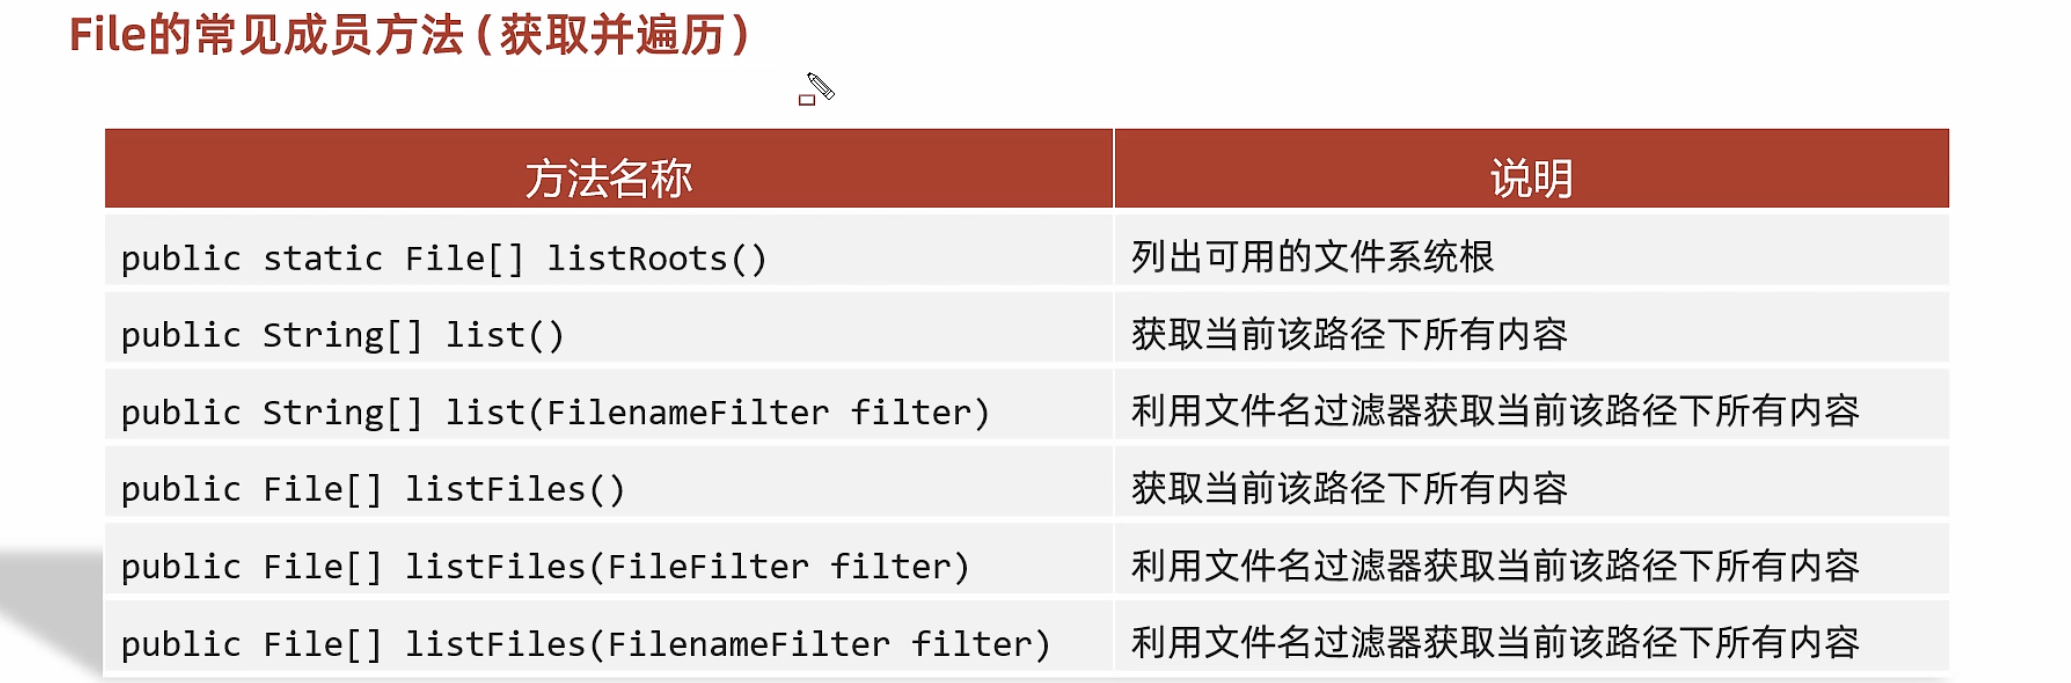 File的常见成员方法(获取并遍历)
方法名称 说明
public static File[] listRoots() 列出可用的文件系统根
public String[] list() 获取当前该路径下所有内容
public String[] list(FilenameFilter filter) 利用文件名过滤器获取当前该路径下所有内容
public File[] listFiles() 获取当前该路径下所有内容
public File[] listFiles(FileFilter filter) 利用文件名过滤器获取当前该路径下所有内容
public File[] listFiles(FilenameFilter filter) 利用文件名过滤器获取当前该路径下所有内容